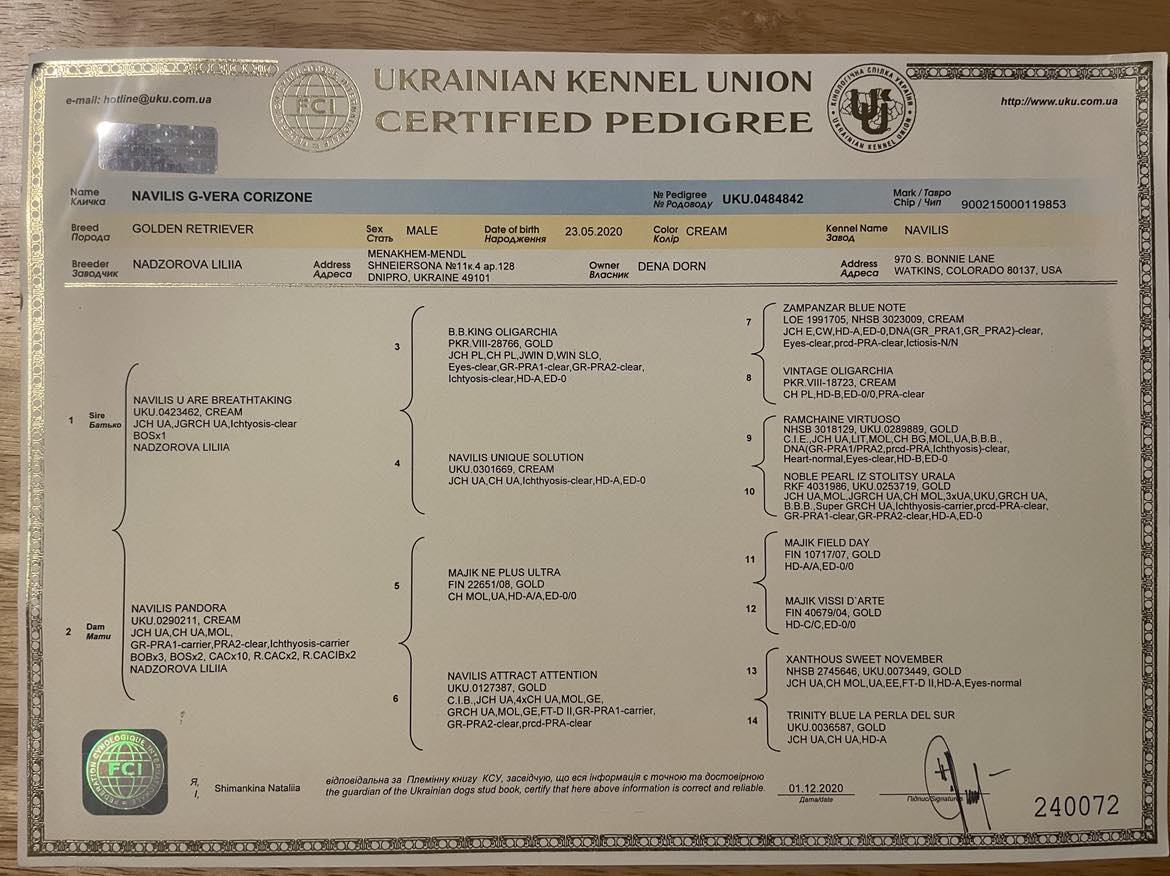 e-mail: hotline@uku.com.ua
FCI
UKRAINIAN KENNEL UNION
CERTIFIED PEDIGREE
КІНОЛОГІЧНА СПІЛКА УКРАЇНИ
UKU
UKRAINIAN KENNEL UNION
http://www.uku.com.ua
Name
Кличка
NAVILIS G-VERA CORIZONE
№ Pedigree
№ Родоводу
UKU.0484842
Mark / Тавро
Chip / Чип
900215000119853
Breed
Порода
GOLDEN RETRIEVER
Sex
Стать
MALE
Date of birth
Народження
23.05.2020
Color
Колір
CREAM
Kennel Name
Завод
NAVILIS
Breeder
Заводчик
NADZOROVA LILIIA
Address
Адреса
MENAKHEM-MENDL
SHNEIERSONA №11к.4 ар.128
DNIPRO, UKRAINE 49101
Owner
Власник
DENA DORN
Address
Адреса
970 S. BONNIE LANE
WATKINS, COLORADO 80137, USA
1
Sire
Батько
NAVILIS U ARE BREATHTAKING
UKU.0423462, CREAM
JCH UA,JGRCH UA,Ichtyosis-clear
BOSx1
NADZOROVA LILIIA
2
Dam
Мати
NAVILIS PANDORA
UKU.0290211, CREAM
JCH UA,CH UA,MOL,
GR-PRA1-carrier,PRA2-clear,Ichthyosis-carrier
BOBx3, BOSx2, CACx10, R.CACx2, R.CACIBx2
NADZOROVA LILIIA
3
B.B.KING OLIGARCHIA
PKR.VIII-28766, GOLD
JCH PL,CH PL,JWIN D,WIN SLO,
Eyes-clear,GR-PRA1-clear,GR-PRA2-clear,
Ichtyosis-clear,HD-A,ED-0
4
NAVILIS UNIQUE SOLUTION
UKU.0301669, CREAM
JCH UA,CH UA,Ichthyosis-clear,HD-A,ED-0
5
MAJIK NE PLUS ULTRA
FIN 22651/08, GOLD
CH MOL,UA,HD-A/A,ED-0/0
6
NAVILIS ATTRACT ATTENTION
UKU.0127387, GOLD
C.I.B.,JCH UA,4xCH UA,MOL,GE,
GRCH UA,MOL,GE,FT-D II,GR-PRA1-carrier,
GR-PRA2-clear,prcd-PRA-clear
7
ZAMPANZAR BLUE NOTE
LOE 1991705, NHSB 3023009, CREAM
JCH E,CW,HD-A,ED-0,DNA(GR_PRA1,GR_PRA2)-clear,
Eyes-clear,prcd-PRA-clear,Ictiosis-N/N
8
VINTAGE OLIGARCHIA
PKR.VIII-18723, CREAM
CH PL,HD-B,ED-0/0,PRA-clear
9
RAMCHAINE VIRTUOSO
NHSB 3018129, UKU.0289889, GOLD
C.I.E.,JCH UA,LIT,MOL,CH BG,MOL,UA,B.B.B.,
DNA(GR-PRA1/PRA2,prcd-PRA,Ichthyosis)-clear,
Heart-normal,Eyes-clear,HD-B,ED-0
10
NOBLE PEARL IZ STOLITSY URALA
RKF 4031986, UKU.0253719, GOLD
JCH UA,MOL,JGRCH UA,CH MOL,3xUA,UKU,GRCH UA,
B.B.B.,Super GRCH UA,Ichthyosis-carrier,prcd-PRA-clear,
GR-PRA1-clear,GR-PRA2-clear,HD-A,ED-0
11
MAJIK FIELD DAY
FIN 10717/07, GOLD
HD-A/A,ED-0/0
12
MAJIK VISSI D`ARTE
FIN 40679/04, GOLD
HD-C/C,ED-0/0
13
XANTHOUS SWEET NOVEMBER
NHSB 2745646, UKU.0073449, GOLD
JCH UA,CH MOL,UA,EE,FT-D II,HD-A,Eyes-normal
14
TRINITY BLUE LA PERLA DEL SUR
UKU.0036587, GOLD
JCH UA,CH UA,HD-A
FCI
Я,
I,
Shimankina Nataliia
відповідальна за Племінну книгу КСУ, засвідчую, що вся інформація є точною та достовірною
the guardian of the Ukrainian dogs stud book, certify that here above information is correct and reliable.
01.12.2020
Дата/date
Підпис/Signature
240072